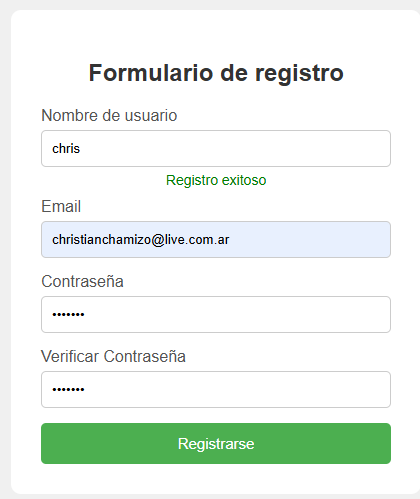 Formulario de registro
Nombre de usuario
chris
Registro exitoso
Email
christianchamizo@live.com.ar
Contraseña
•••••••
Verificar Contraseña
•••••••
Registrarse